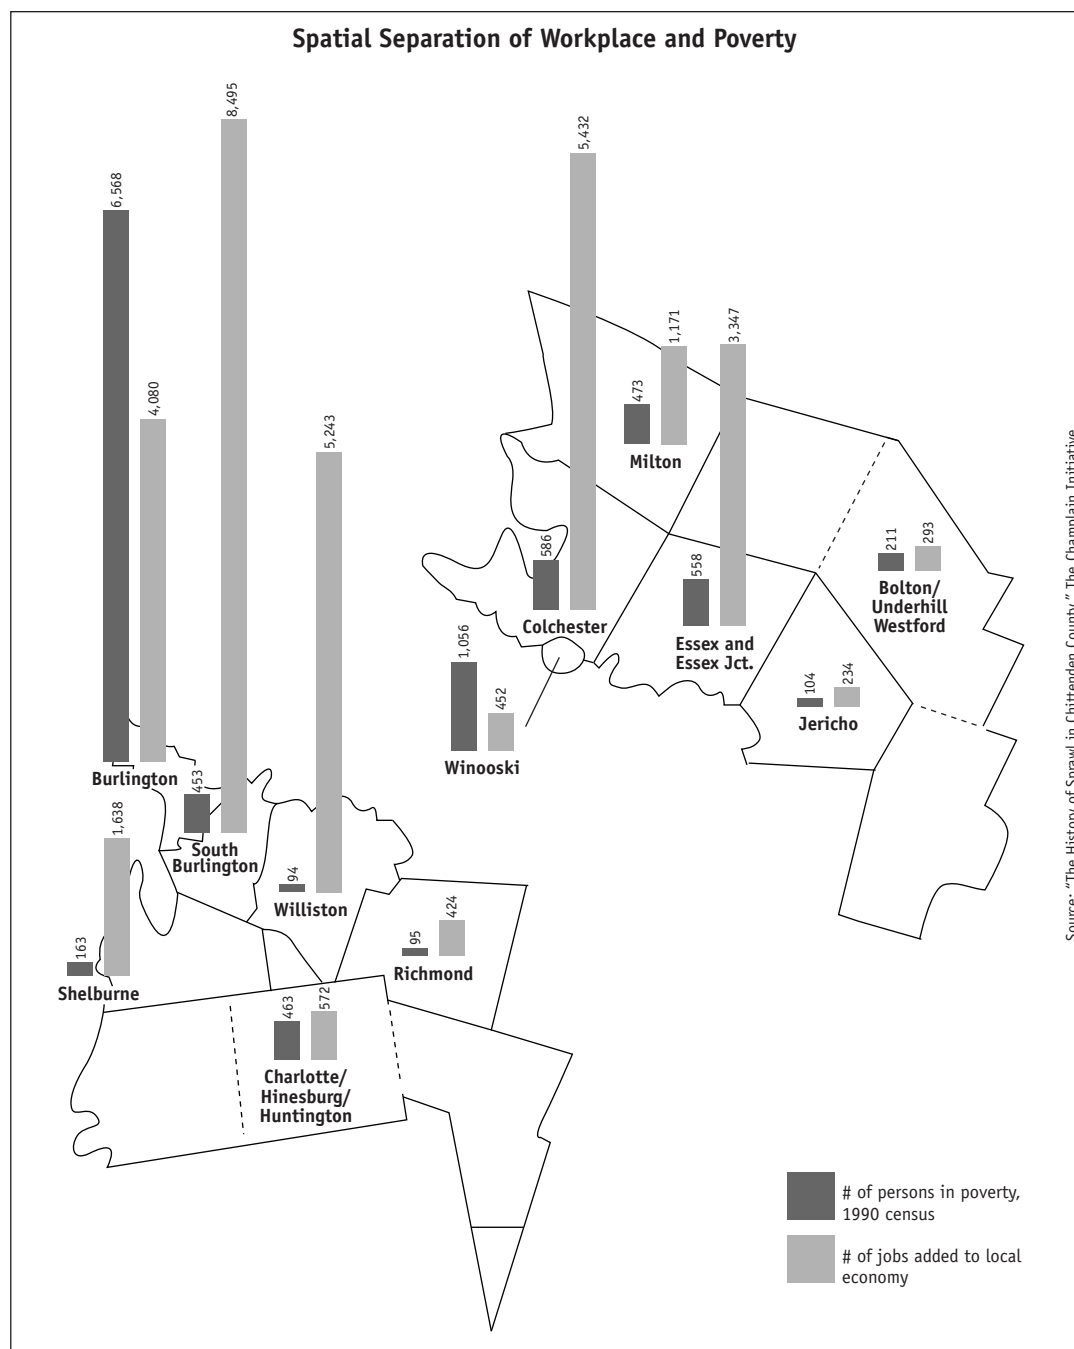 Spatial Separation of Workplace and Poverty
8,495
6,568
4,080
5,243
5,432
1,171
473
3,347
Milton
586
Colchester
558
Essex and
Essex Jct.
211
293
Bolton/
Underhill
Westford
104
234
Jericho
1,056
452
Winooski
Burlington
453
South
Burlington
1,638
163
Shelburne
94
Williston
95
424
Richmond
463
572
Charlotte/
Hinesburg/
Huntington
# of persons in poverty,
1990 census
# of jobs added to local
economy
Source: “The History of Sprawl in Chittenden County,” The Champlain Initiative